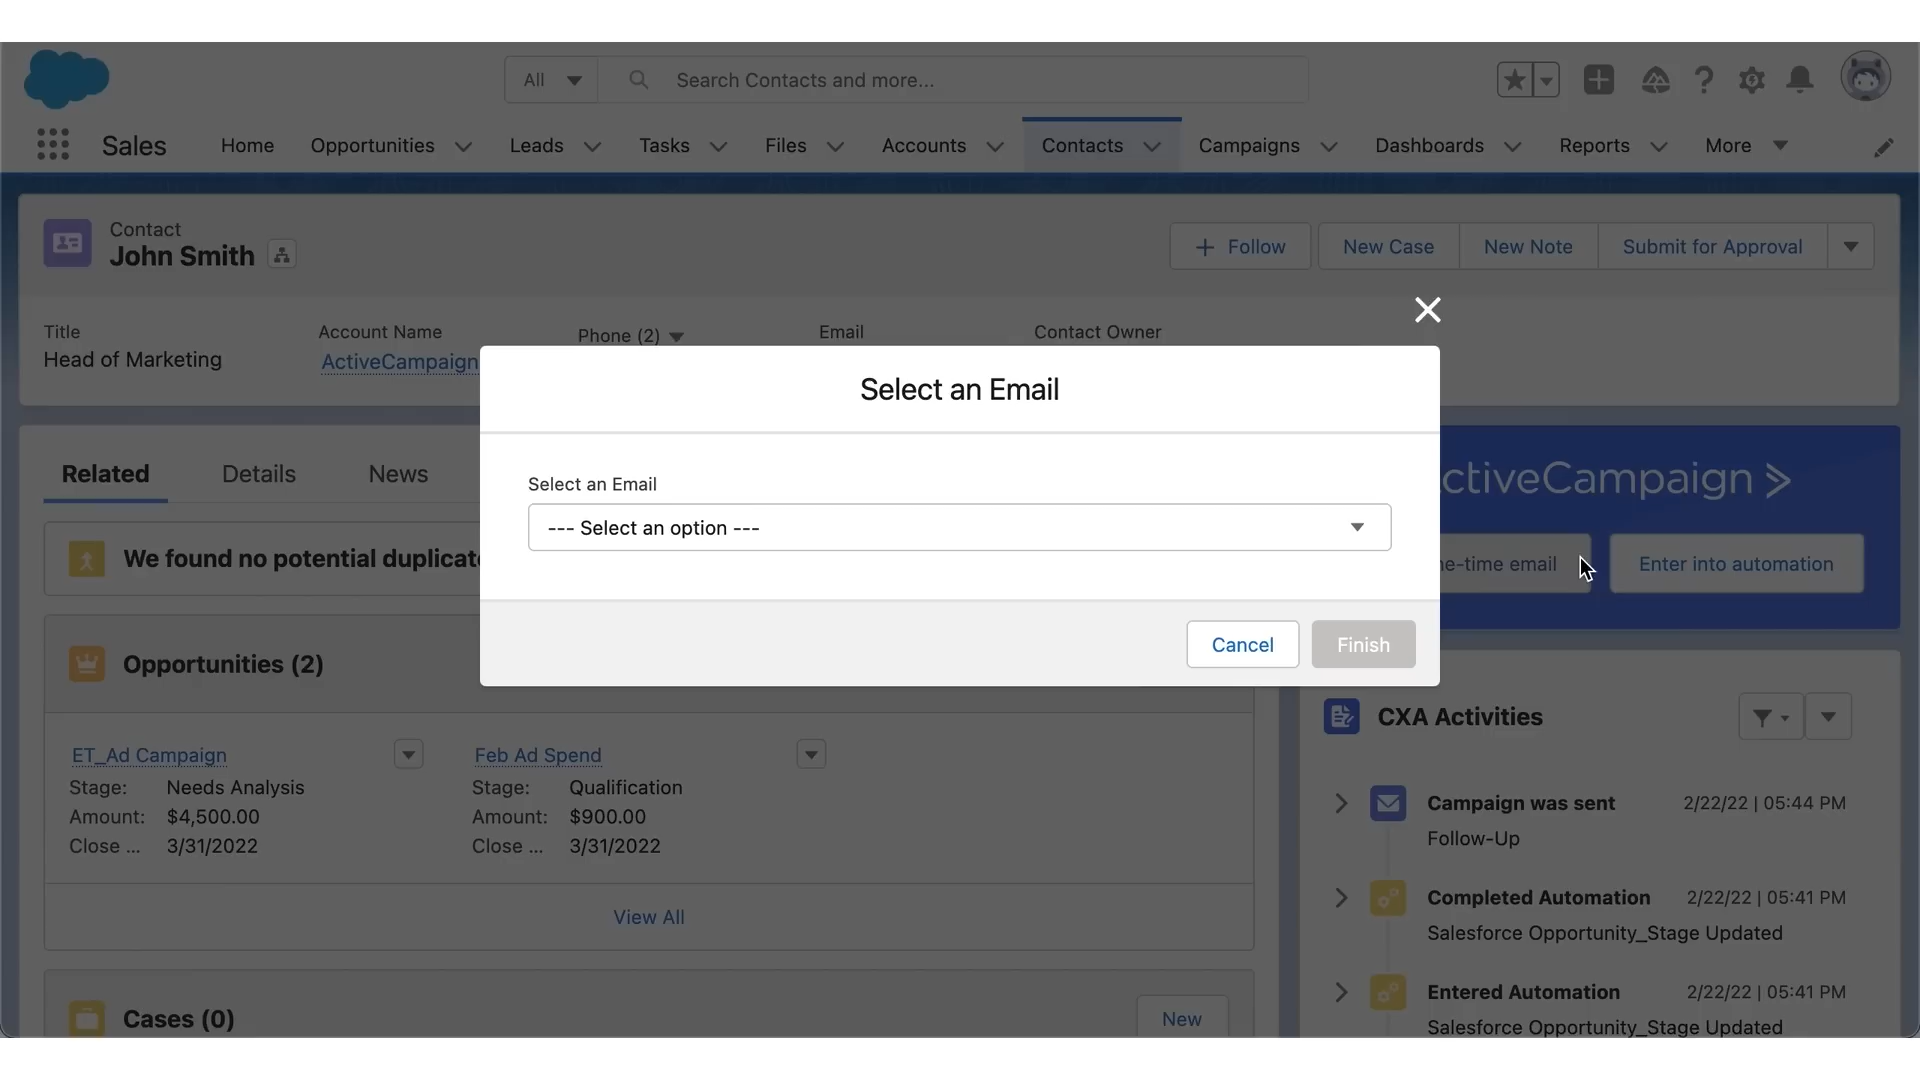 All
Search Contacts and more...
Sales
Home
Opportunities
Leads
Tasks
Files
Accounts
Contacts
Campaigns
Dashboards
Reports
More
Contact
John Smith
+ Follow
New Case
New Note
Submit for Approval
Title
Head of Marketing
Account Name
ActiveCampaign
Phone (2)
Email
Contact Owner
Select an Email
Select an Email
--- Select an option ---
Cancel
Finish
Related
Details
News
We found no potential duplicat
ctiveCampaign >
e-time email
Enter into automation
Opportunities (2)
ET_Ad Campaign
Stage: Needs Analysis
Amount: $4,500.00
Close ... 3/31/2022
Feb Ad Spend
Stage: Qualification
Amount: $900.00
Close ... 3/31/2022
View All
Cases (0)
New
CXA Activities
Campaign was sent
2/22/22 | 05:44 PM
Follow-Up
Completed Automation
2/22/22 | 05:41 PM
Salesforce Opportunity_Stage Updated
Entered Automation
2/22/22 | 05:41 PM
Salesforce Opportunity_Stage Updated